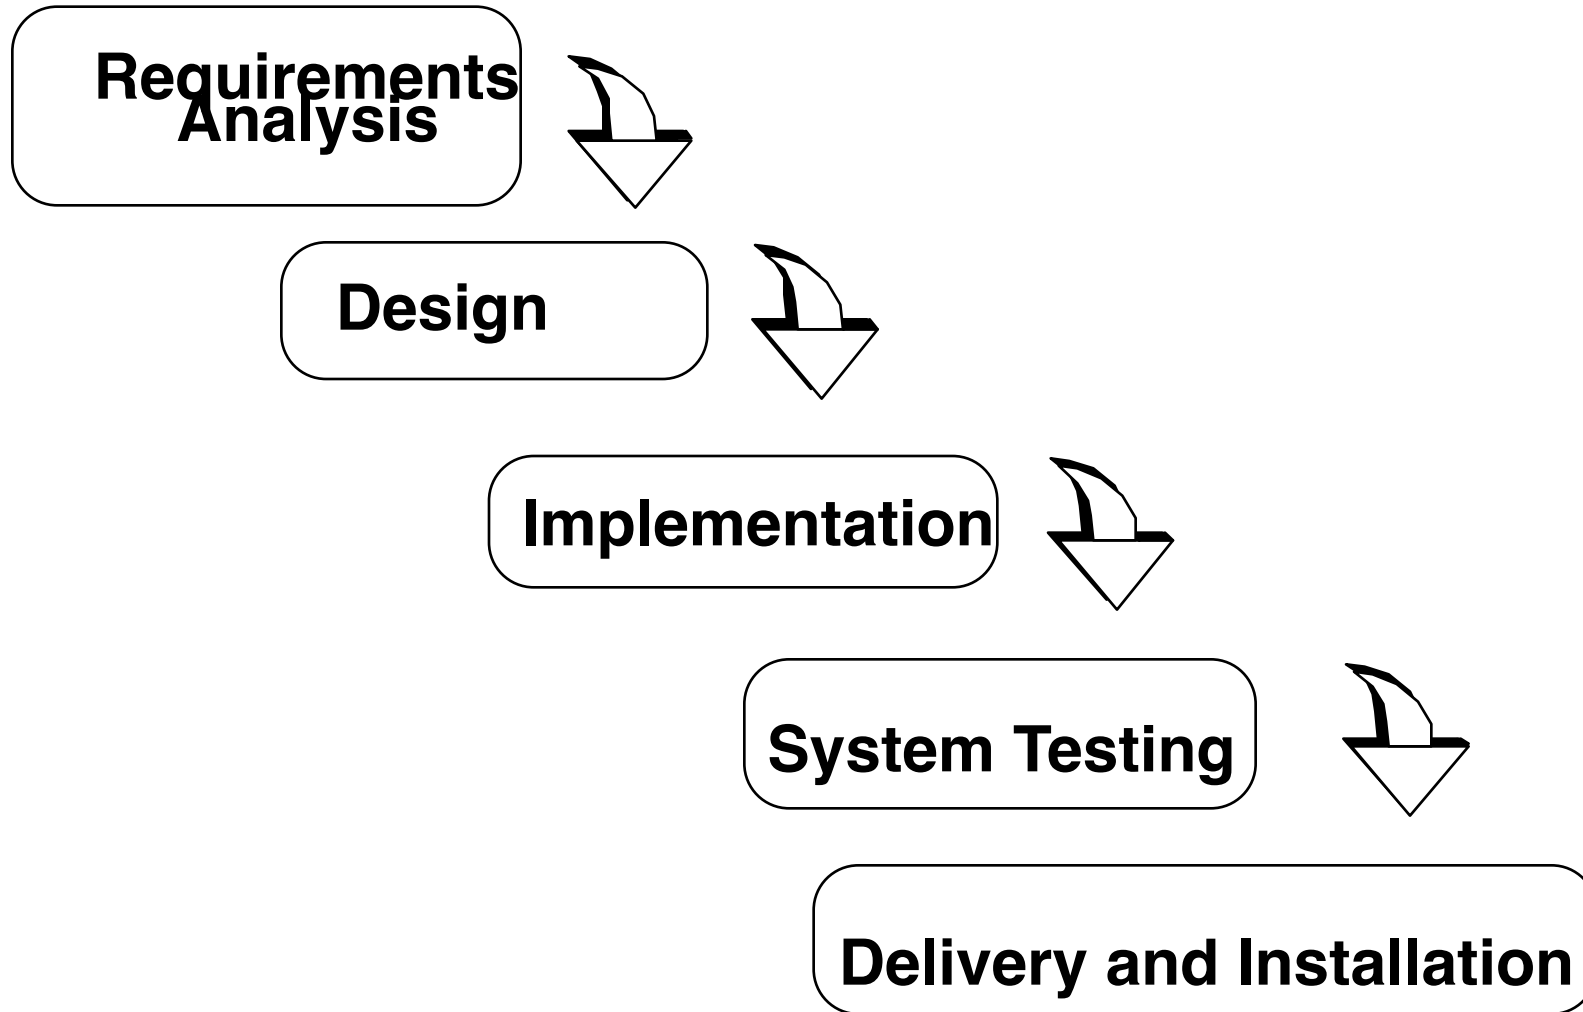 Requirements
Analysis
Design
Implementation
System Testing
Delivery and Installation